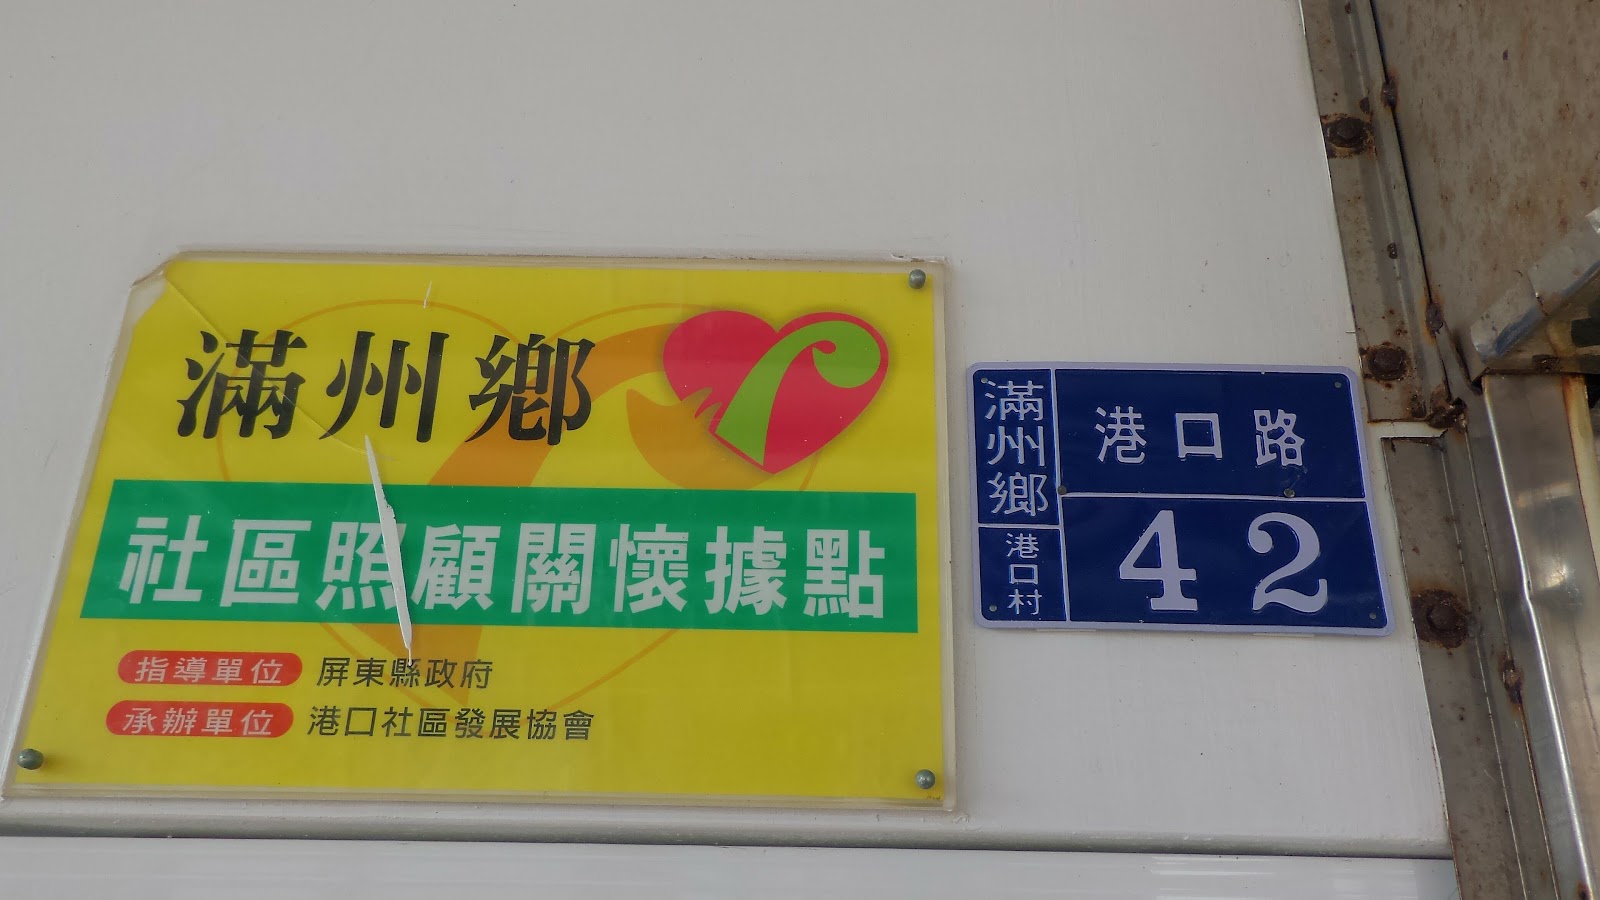 滿州鄉
社區照顧關懷據點
指導單位 屏東縣政府
承辦單位 港口社區發展協會
滿州鄉
港口村
港口路
42